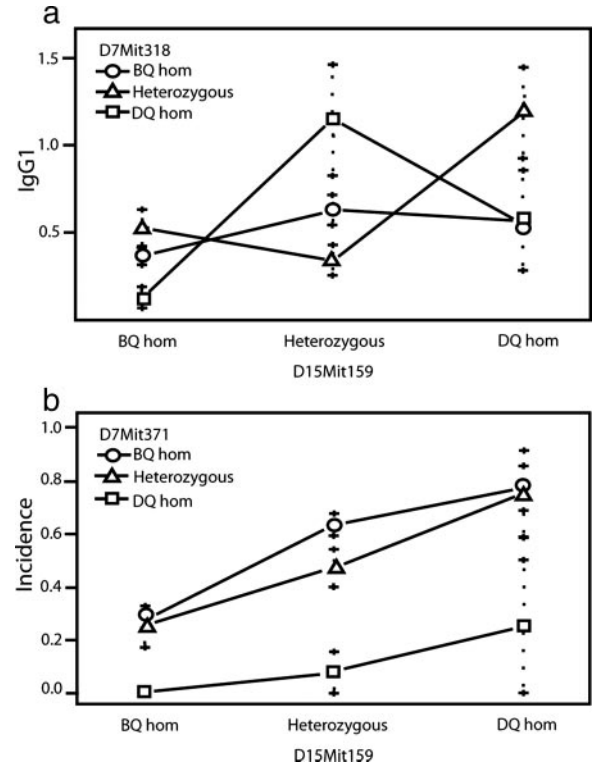 a
D7Mit318
BQ hom
Heterozygous
DQ hom
1.5
1.0
0.5
IgG1
BQ hom Heterozygous DQ hom
D15Mit159
b
D7Mit371
BQ hom
Heterozygous
DQ hom
1.0
0.8
0.6
0.4
0.2
0.0
Incidence
BQ hom Heterozygous DQ hom
D15Mit159